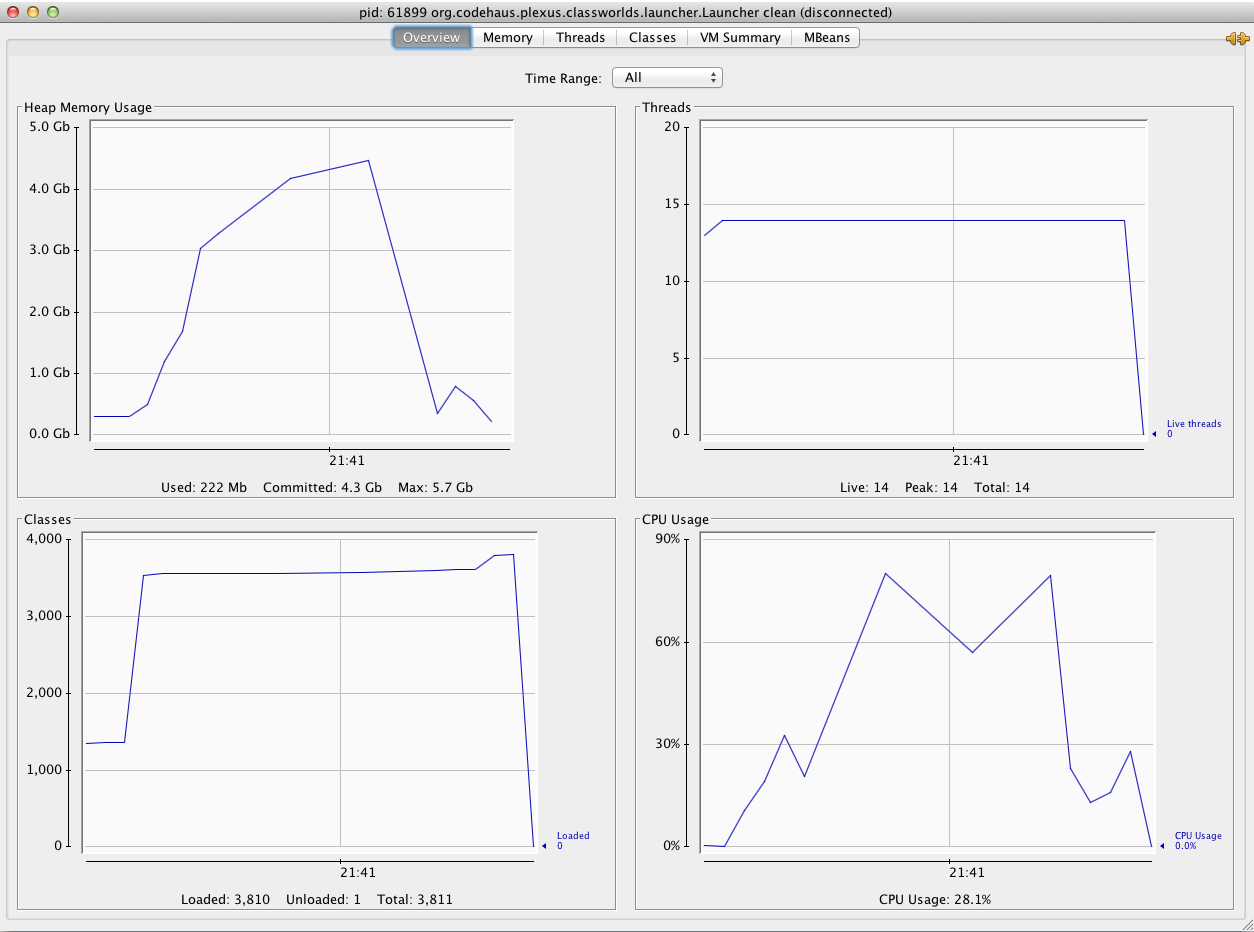 pid: 61899 org.codehaus.plexus.classworlds.launcher.Launcher clean (disconnected)
Overview Memory Threads Classes VM Summary MBeans
Time Range: All
Heap Memory Usage
5.0 Gb
4.0 Gb
3.0 Gb
2.0 Gb
1.0 Gb
0.0 Gb
21:41
Used: 222 Mb Committed: 4.3 Gb Max: 5.7 Gb
Threads
20
15
10
5
0
Live threads
0
21:41
Live: 14 Peak: 14 Total: 14
Classes
4,000
3,000
2,000
1,000
0
Loaded
0
21:41
Loaded: 3,810 Unloaded: 1 Total: 3,811
CPU Usage
90%
60%
30%
0%
CPU Usage
0.0%
21:41
CPU Usage: 28.1%